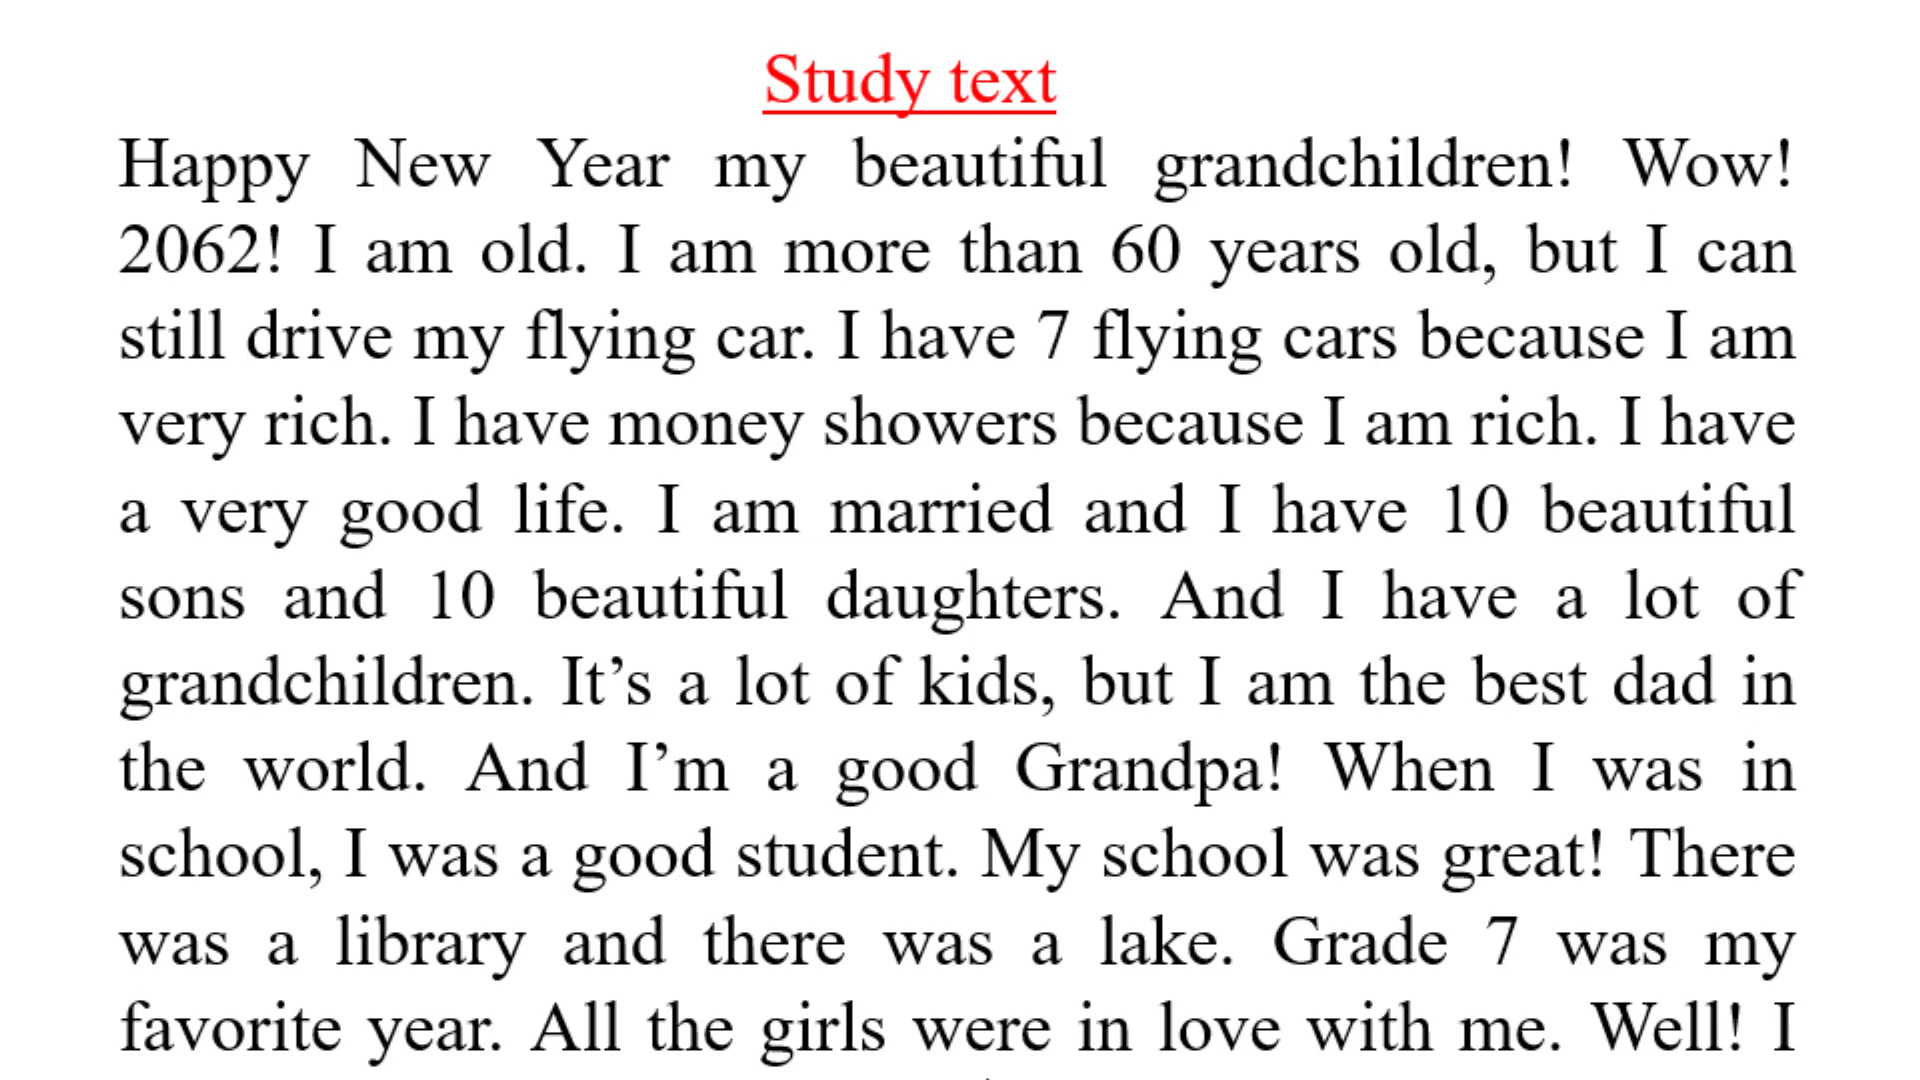 Study text
Happy New Year my beautiful grandchildren! Wow!
2062! I am old. I am more than 60 years old, but I can
still drive my flying car. I have 7 flying cars because I am
very rich. I have money showers because I am rich. I have
a very good life. I am married and I have 10 beautiful
sons and 10 beautiful daughters. And I have a lot of
grandchildren. It’s a lot of kids, but I am the best dad in
the world. And I’m a good Grandpa! When I was in
school, I was a good student. My school was great! There
was a library and there was a lake. Grade 7 was my
favorite year. All the girls were in love with me. Well! I